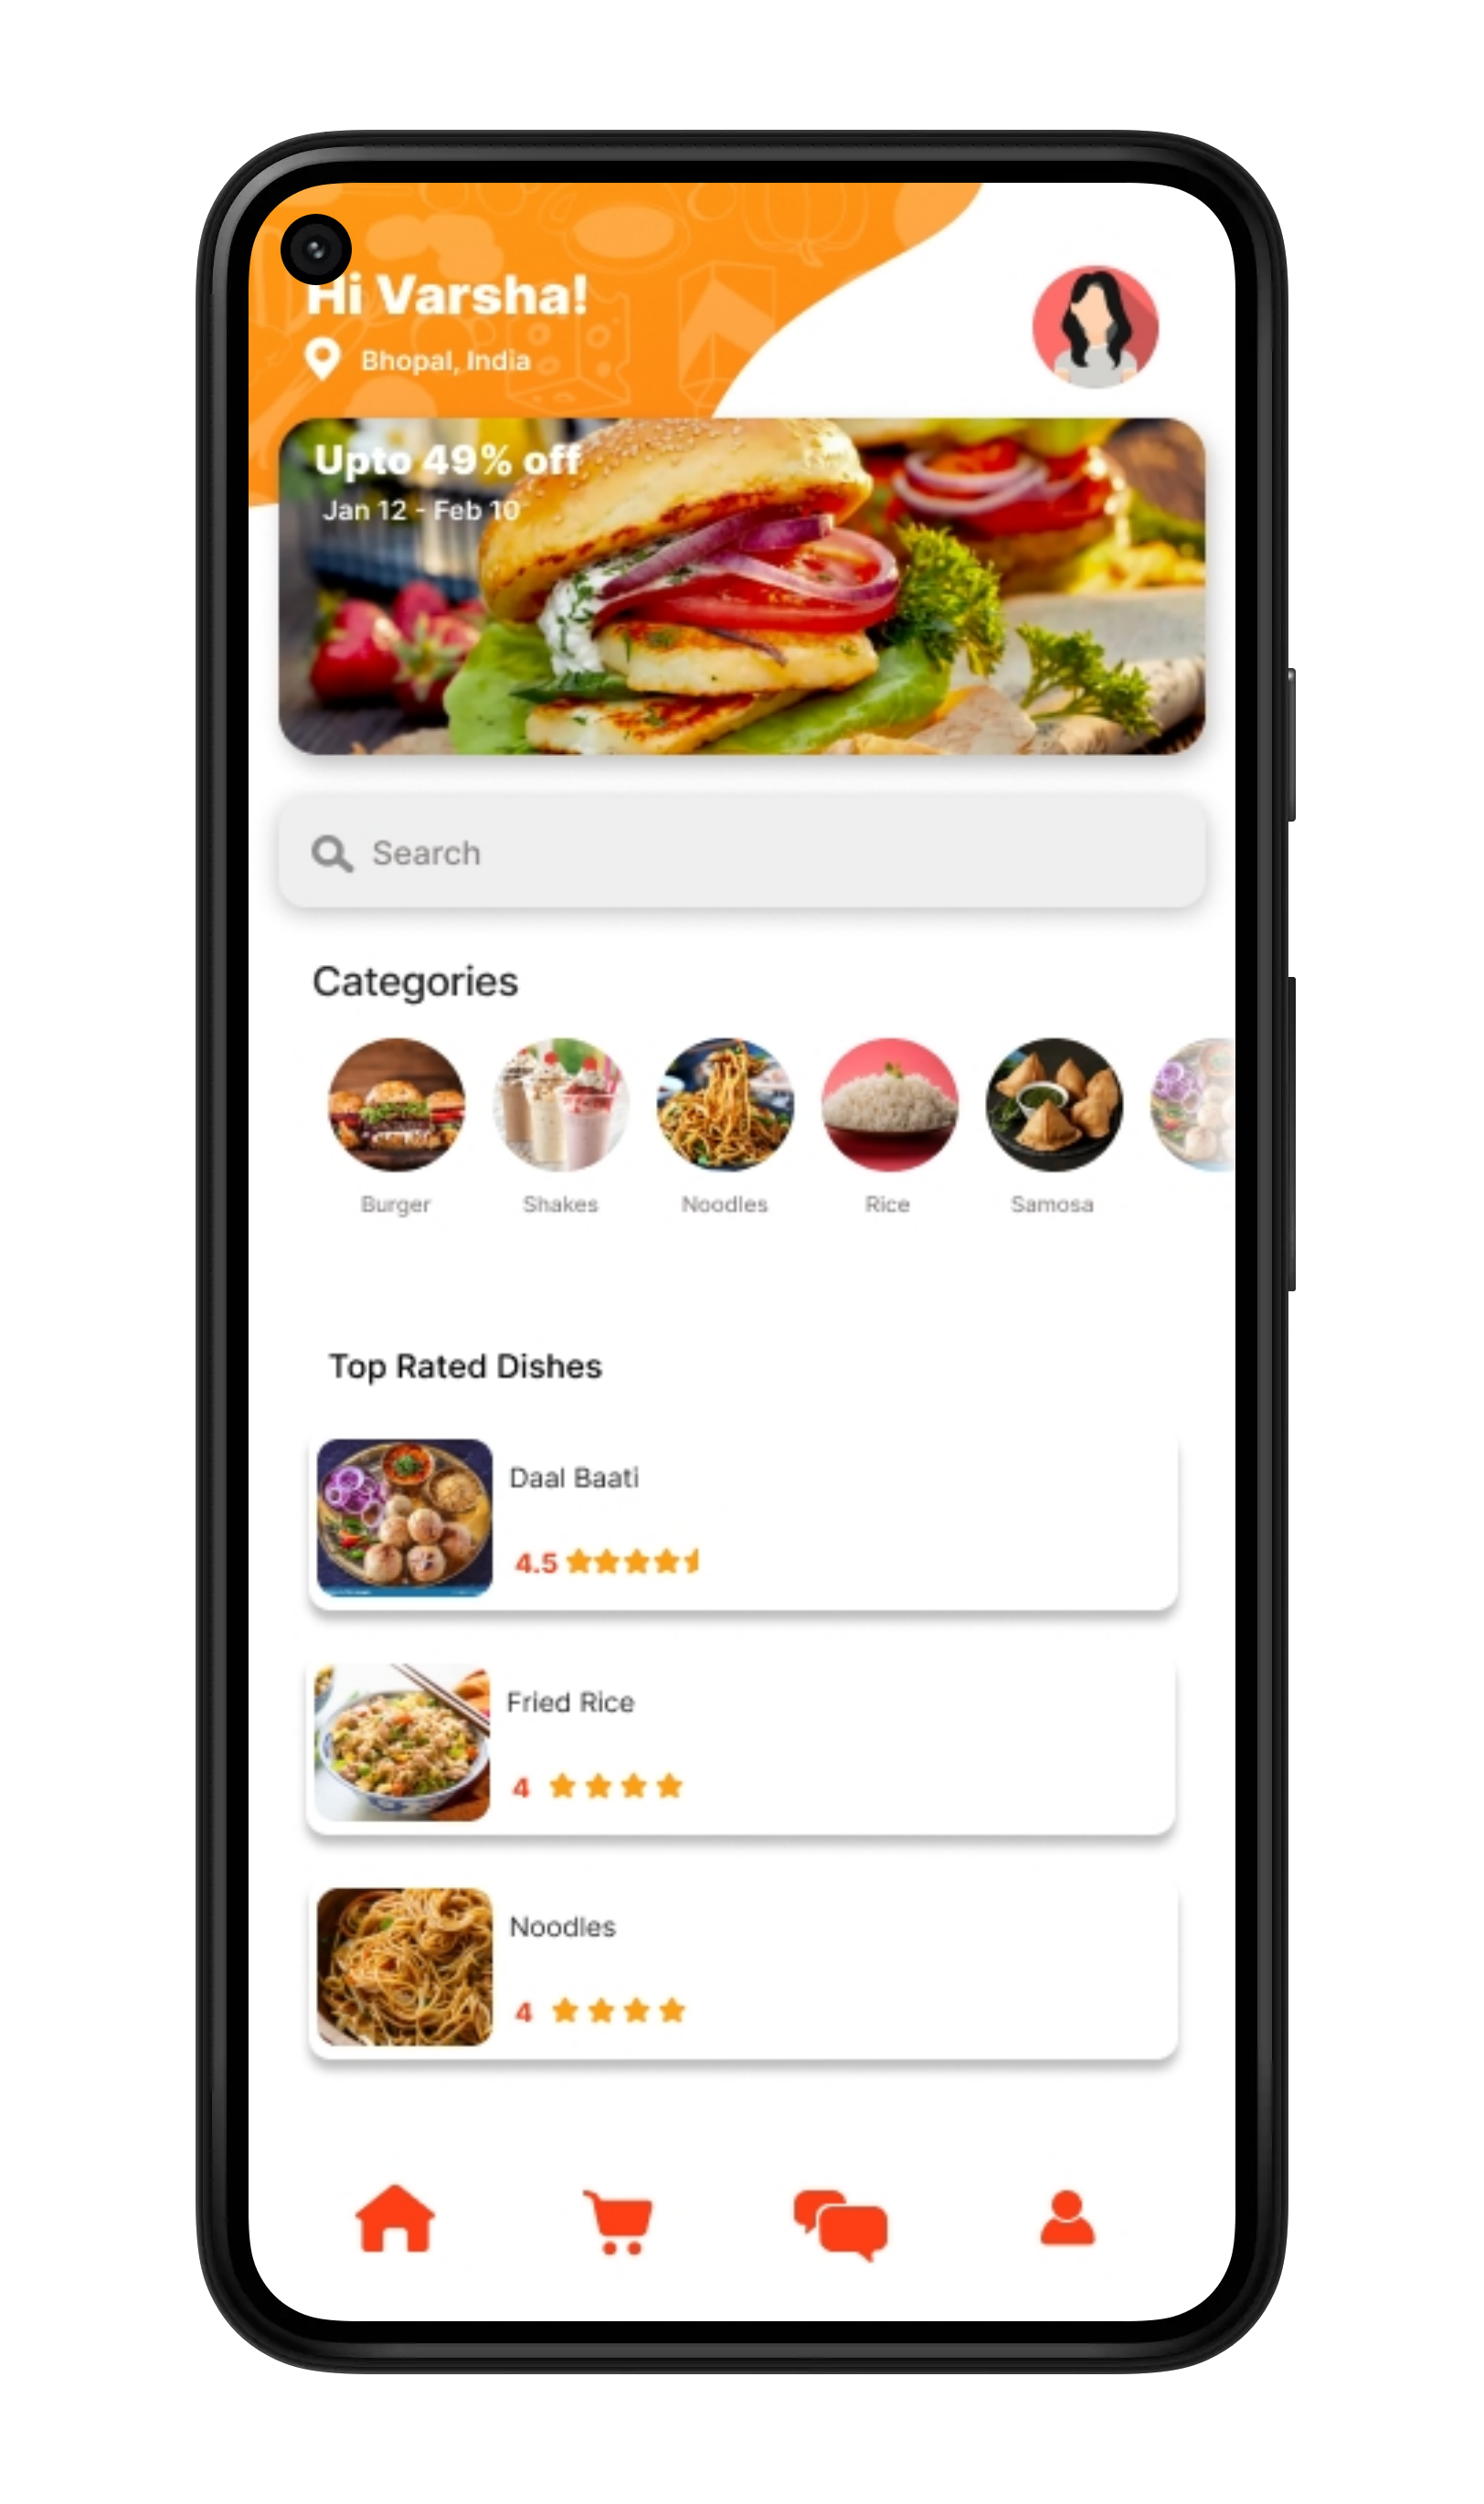 Hi Varsha!
Bhopal, India
Upto 49% off
Jan 12 - Feb 10
Search
Categories
Burger
Shakes
Noodles
Rice
Samosa
Top Rated Dishes
Daal Baati
4.5
Fried Rice
4
Noodles
4